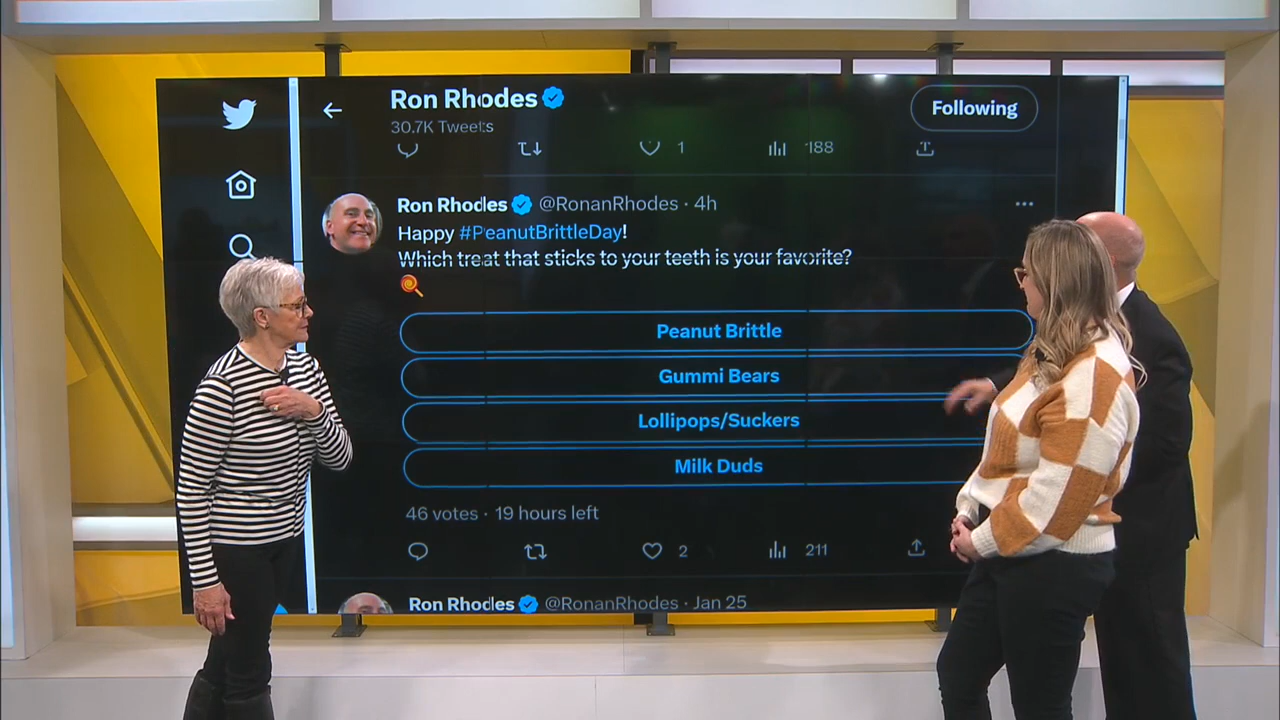 Ron Rhodes
Following
30.7K Tweets
1
188
Ron Rhodes @RonanRhodes · 4h
Happy #PeanutBrittleDay!
Which treat that sticks to your teeth is your favorite?
Peanut Brittle
Gummi Bears
Lollipops/Suckers
Milk Duds
46 votes · 19 hours left
2
211
Ron Rhodes @RonanRhodes · Jan 25